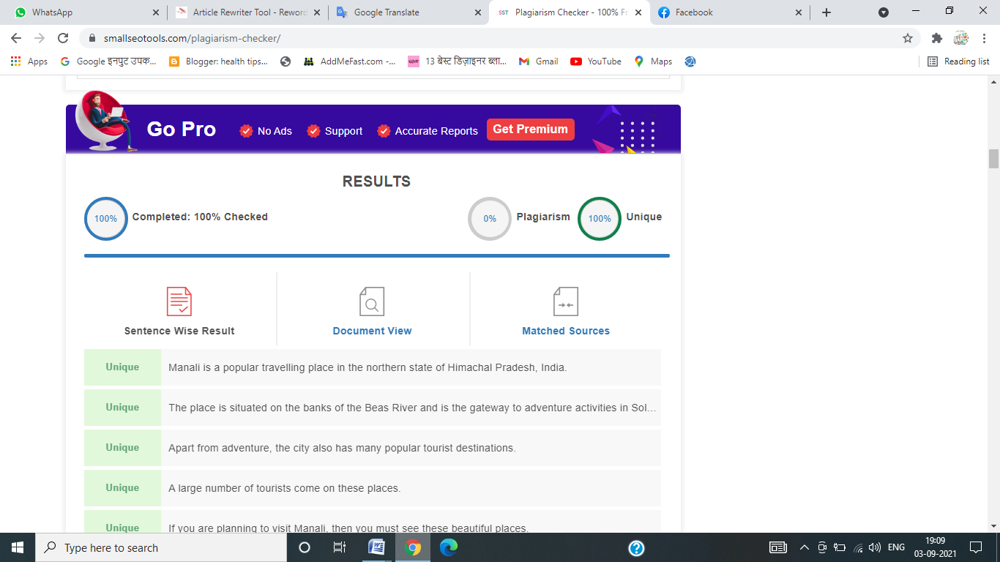 WhatsApp
Article Rewriter Tool - Reword
Google Translate
SST Plagiarism Checker - 100% Fr
Facebook
smallseotools.com/plagiarism-checker/
Apps
Google इनपुट उपक...
Blogger: health tips...
AddMeFast.com -...
13 बेस्ट डिज़ाइनर ब्ला...
Gmail
YouTube
Maps
Reading list
Go Pro
No Ads
Support
Accurate Reports
Get Premium
RESULTS
100%
Completed: 100% Checked
0%
Plagiarism
100%
Unique
Sentence Wise Result
Document View
Matched Sources
Unique Manali is a popular travelling place in the northern state of Himachal Pradesh, India.
Unique The place is situated on the banks of the Beas River and is the gateway to adventure activities in Sol...
Unique Apart from adventure, the city also has many popular tourist destinations.
Unique A large number of tourists come on these places.
Unique If you are planning to visit Manali, then you must see these beautiful places.
Type here to search
ENG
19:09
03-09-2021